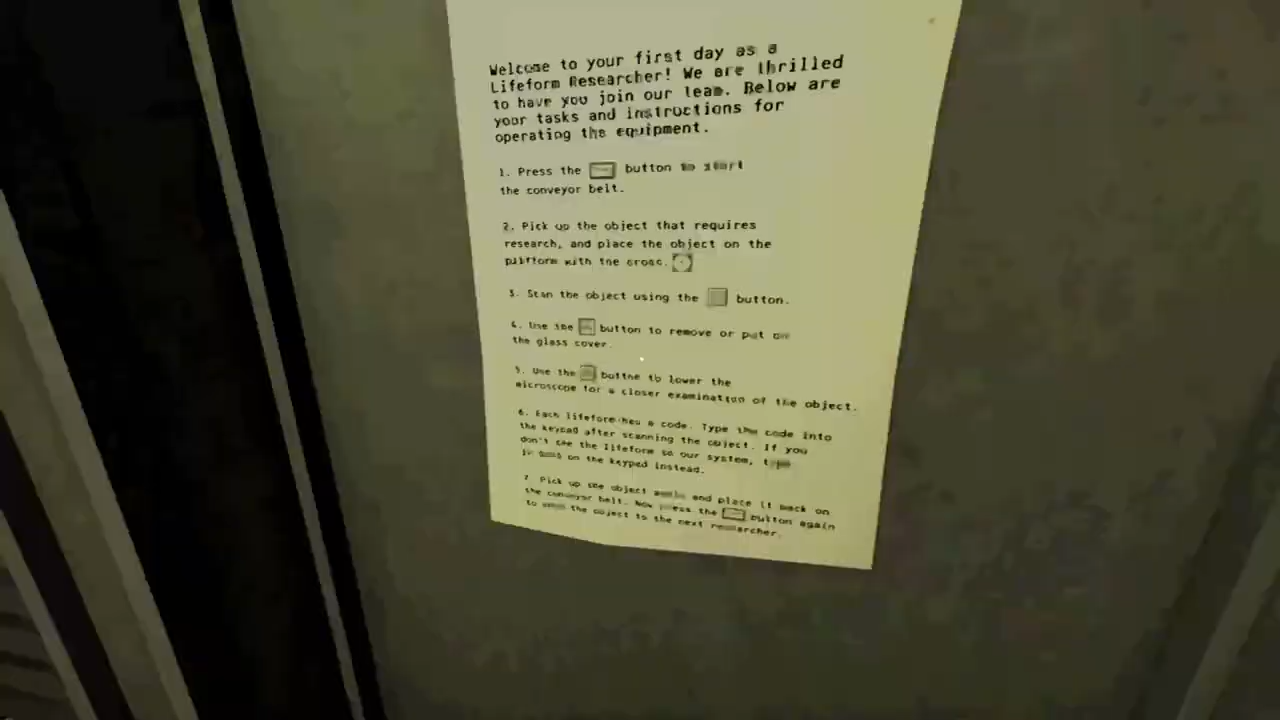 Welcome to your first day as a
Lifeform Researcher! We are thrilled
to have you join our team. Below are
your tasks and instructions for
operating the equipment.
1. Press the button to start
the conveyor belt.
2. Pick up the object that requires
research, and place the object on the
platform with the cross.
3. Scan the object using the button.
4. Use the button to remove or put on
the glass cover.
5. Use the button to lower the
microscope for a closer examination of the object.
6. Each lifeform has a code. Type the code into
the keypad after scanning the object. If you
don't see the lifeform in our system, type
on the keypad instead.
7. Pick up the object again and place it back on
the conveyor belt. Now press the button again
to send the object to the next researcher.